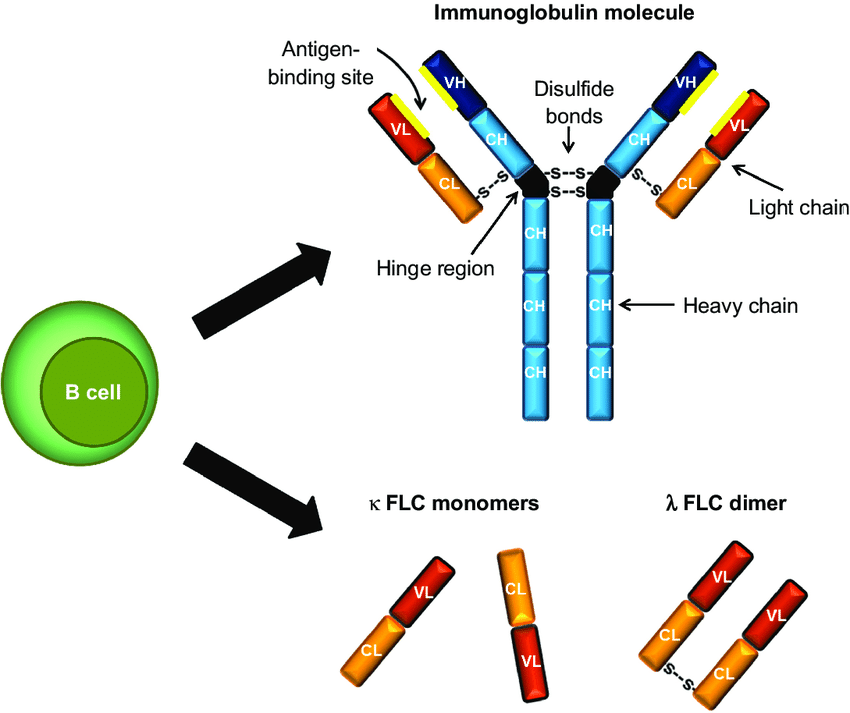 Immunoglobulin molecule
Antigen-
binding site
Disulfide
bonds
VH
VH
VL
VL
CH
CH
CL
CL
S--S
S--S--S
S--S
S--S
Light chain
Hinge region
CH
CH
Heavy chain
CH
CH
CH
CH
B cell
κ FLC monomers
λ FLC dimer
VL
CL
CL
VL
VL
CL
VL
CL
S--S